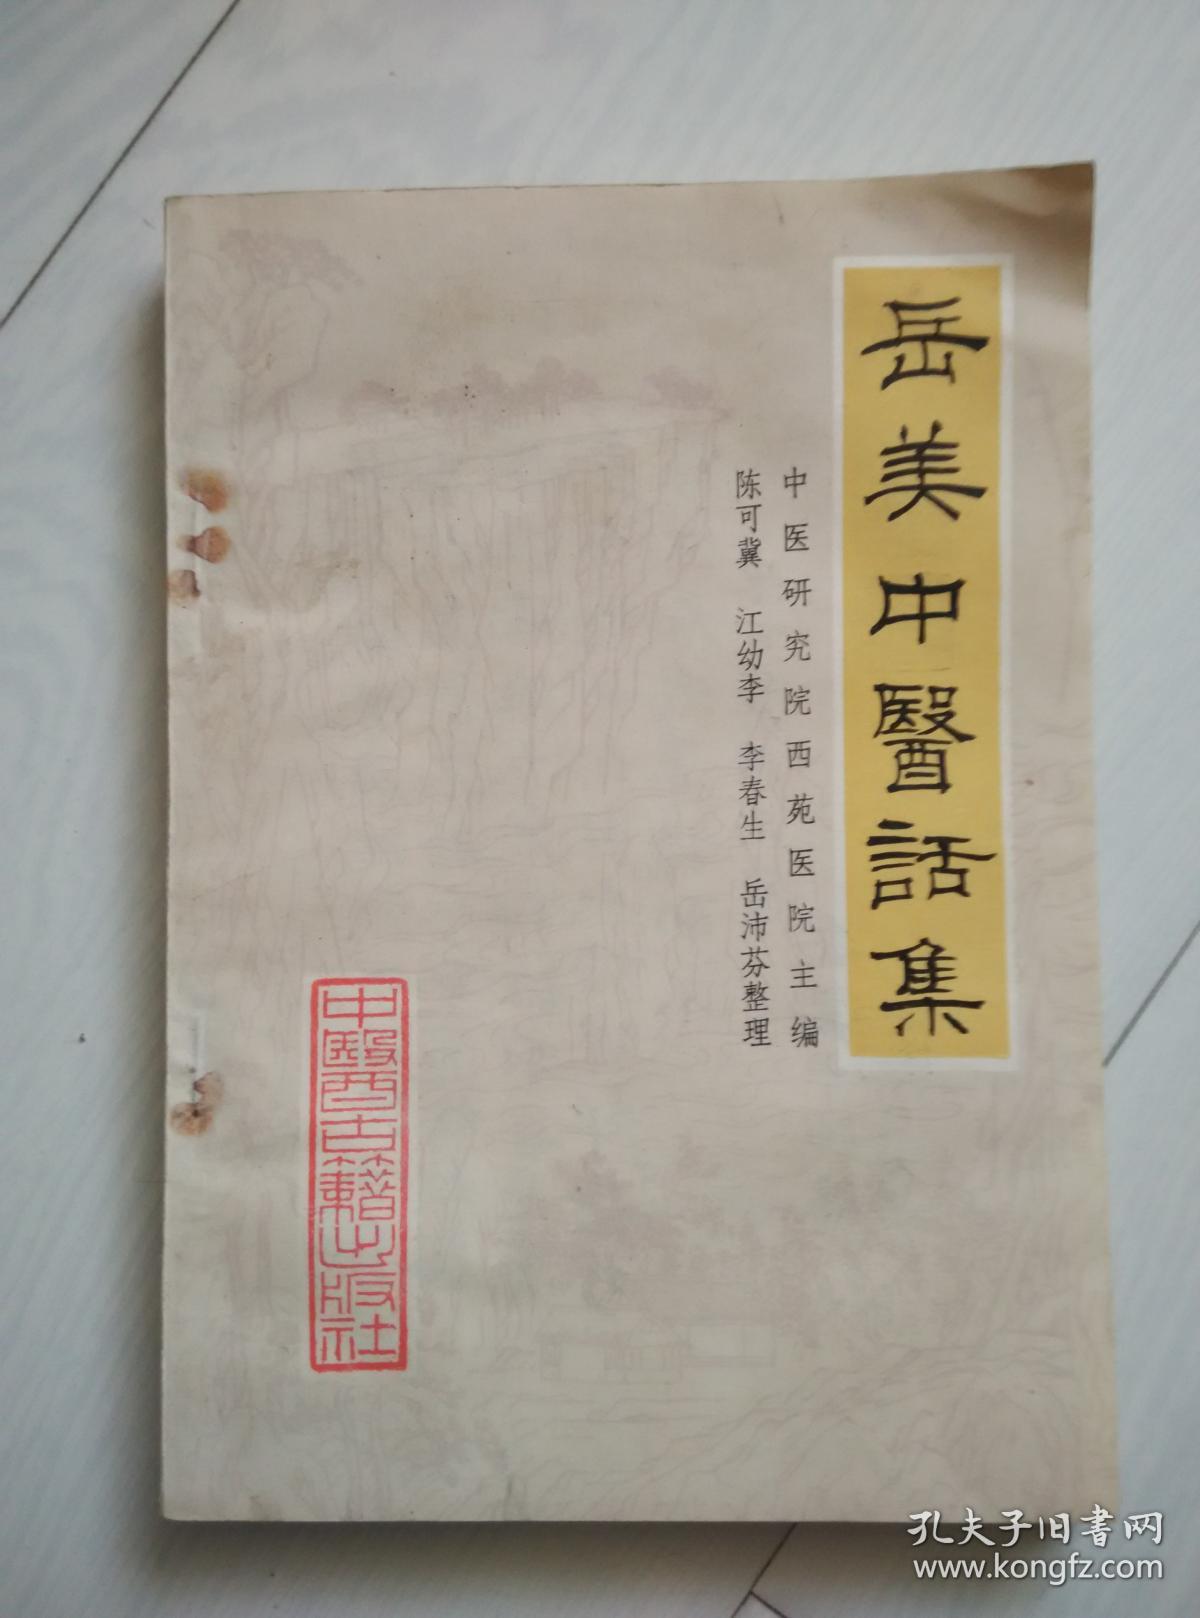 岳美中醫話集
中医研究院西苑医院主编
陈可冀 江幼李 李春生 岳沛芬整理
中醫古籍出版社
孔夫子旧書网
www.kongfz.com